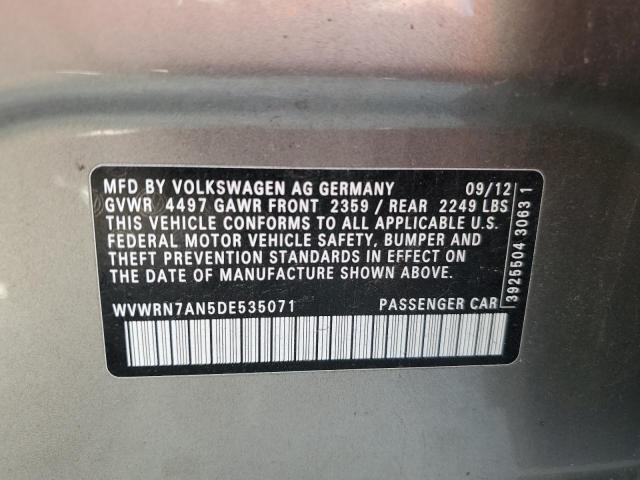 MFD BY VOLKSWAGEN AG GERMANY 09/12
GVWR 4497 GAWR FRONT 2359 / REAR 2249 LBS
THIS VEHICLE CONFORMS TO ALL APPLICABLE U.S.
FEDERAL MOTOR VEHICLE SAFETY, BUMPER AND
THEFT PREVENTION STANDARDS IN EFFECT ON
THE DATE OF MANUFACTURE SHOWN ABOVE.
WVWRN7AN5DE535071 PASSENGER CAR
3925504 3063 1